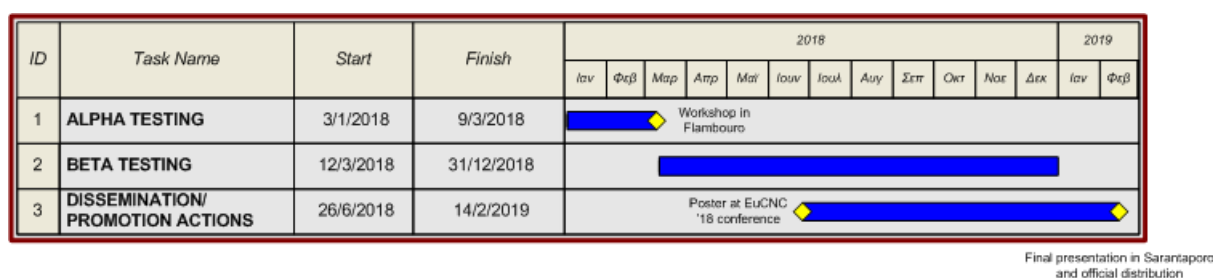 ID Task Name Start Finish 2018 2019
Ιαν Φεβ Μαρ Απρ Μαϊ Ιουν Ιουλ Αυγ Σεπ Οκτ Νοε Δεκ Ιαν Φεβ
1 ALPHA TESTING 3/1/2018 9/3/2018 Workshop in
Flambouro
2 BETA TESTING 12/3/2018 31/12/2018
3 DISSEMINATION/
PROMOTION ACTIONS 26/6/2018 14/2/2019 Poster at EuCNC
'18 conference
Final presentation in Sarantaporo
and official distribution